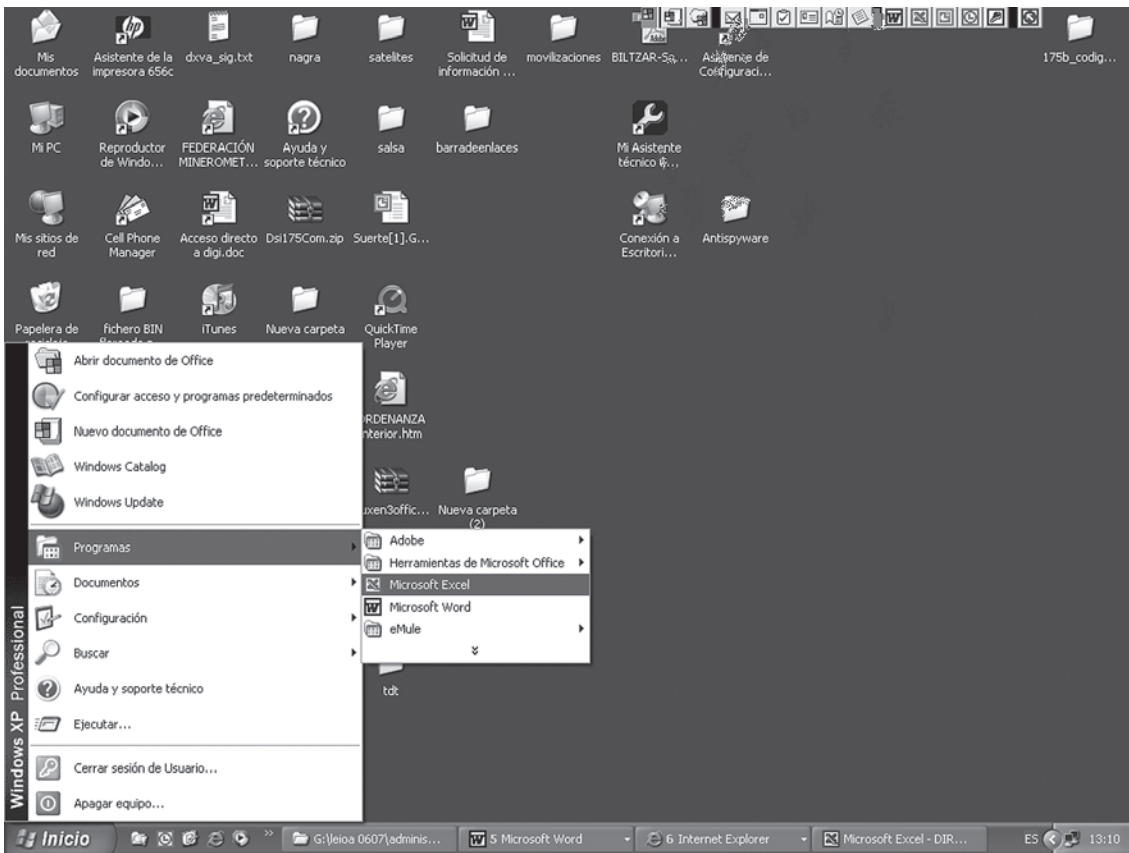 Mis
documentos
Asistente de la
impresora 656c
dxva_sig.txt
nagra
satelites
Solicitud de
información ...
movilizaciones
BILTZAR-Sa...
Asistente de
Configuraci...
175b_codig...
Mi PC
Reproductor
de Windo...
FEDERACIÓN
MINEROMET...
Ayuda y
soporte técnico
salsa
barradeenlaces
Mi Asistente
técnico
Mis sitios de
red
Cell Phone
Manager
Acceso directo
a digi.doc
Dsi175Com.zip
Suerte[1].G...
Conexión a
Escritori...
Antispyware
Papelera de
fichero BIN
iTunes
Nueva carpeta
QuickTime
Player
Abrir documento de Office
Configurar acceso y programas predeterminados
Nuevo documento de Office
Windows Catalog
Windows Update
Programas
Documentos
Configuración
Buscar
Ayuda y soporte técnico
Ejecutar...
Cerrar sesión de Usuario...
Apagar equipo...
Windows XP Professional
RDENANZA
nterior.htm
uxen3offic...
Nueva carpeta
(2)
Adobe
Herramientas de Microsoft Office
Microsoft Excel
Microsoft Word
eMule
tdt
Inicio
G:\leioa 0607\adminis...
5 Microsoft Word
6 Internet Explorer
Microsoft Excel - DIR...
ES
13:10